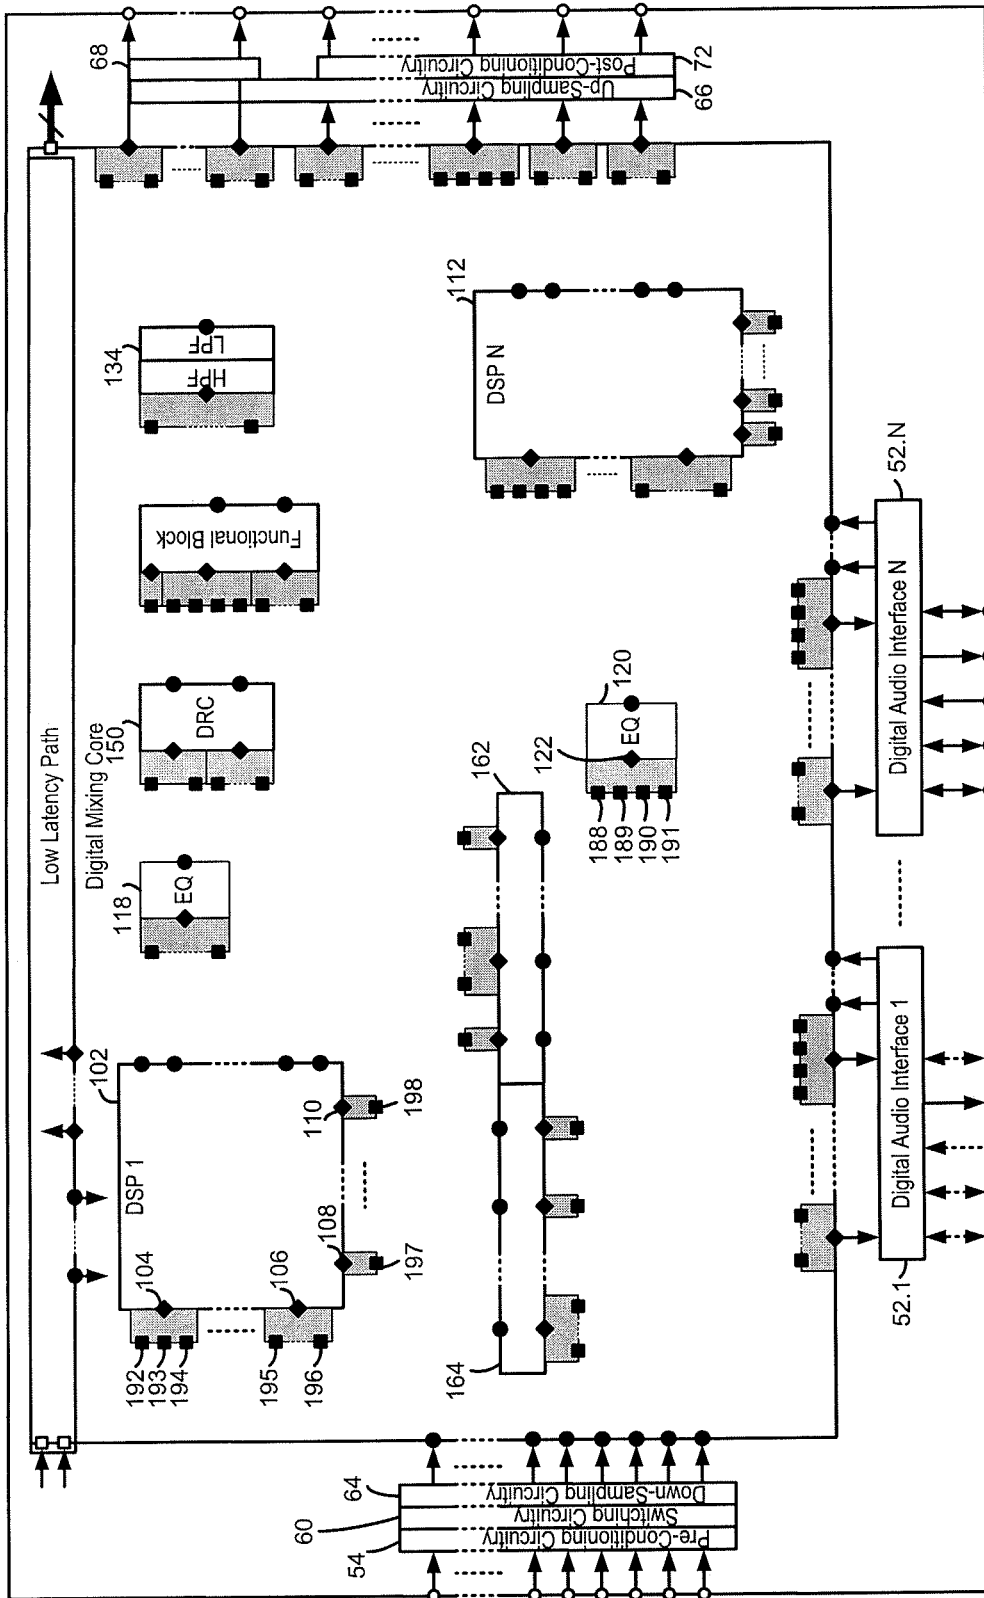 Low Latency Path
Digital Mixing Core
68
72
66
Post-Conditioning Circuitry
Up-Sampling Circuitry
134
HPF
LPF
Functional Block
150
DRC
118
EQ
102
DSP 1
104
106
108
110
192
193
194
195
196
197
198
112
DSP N
120
EQ
122
188
189
190
191
162
164
64
60
54
Down-Sampling Circuitry
Switching Circuitry
Pre-Conditioning Circuitry
52.1
Digital Audio Interface 1
52.N
Digital Audio Interface N